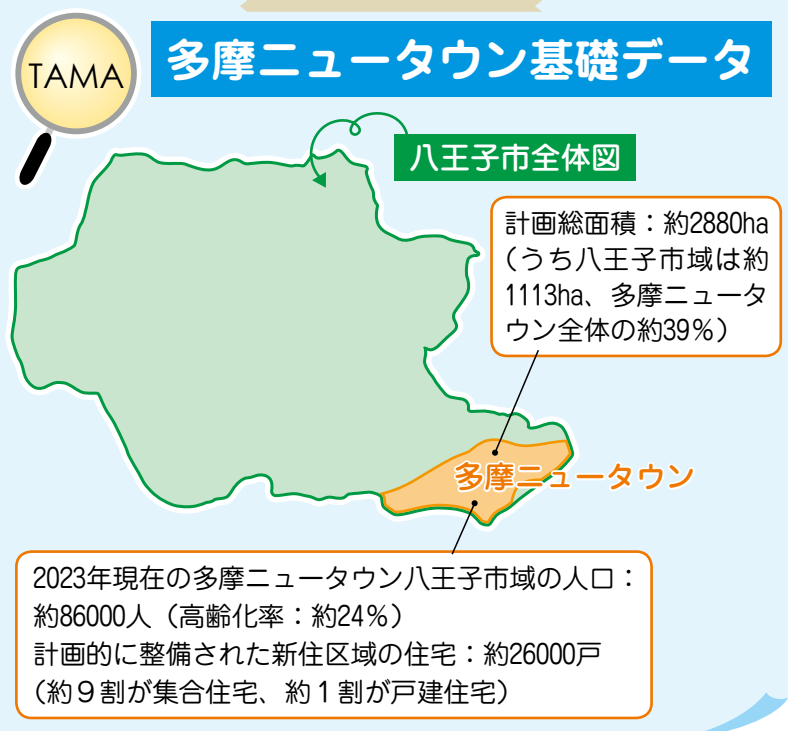 TAMA
多摩ニュータウン基礎データ
八王子市全体図
計画総面積：約2880ha
（うち八王子市域は約
1113ha、多摩ニュータ
ウン全体の約39％）
多摩ニュータウン
2023年現在の多摩ニュータウン八王子市域の人口：
約86000人（高齢化率：約24％）
計画的に整備された新住区域の住宅：約26000戸
（約９割が集合住宅、約１割が戸建住宅）